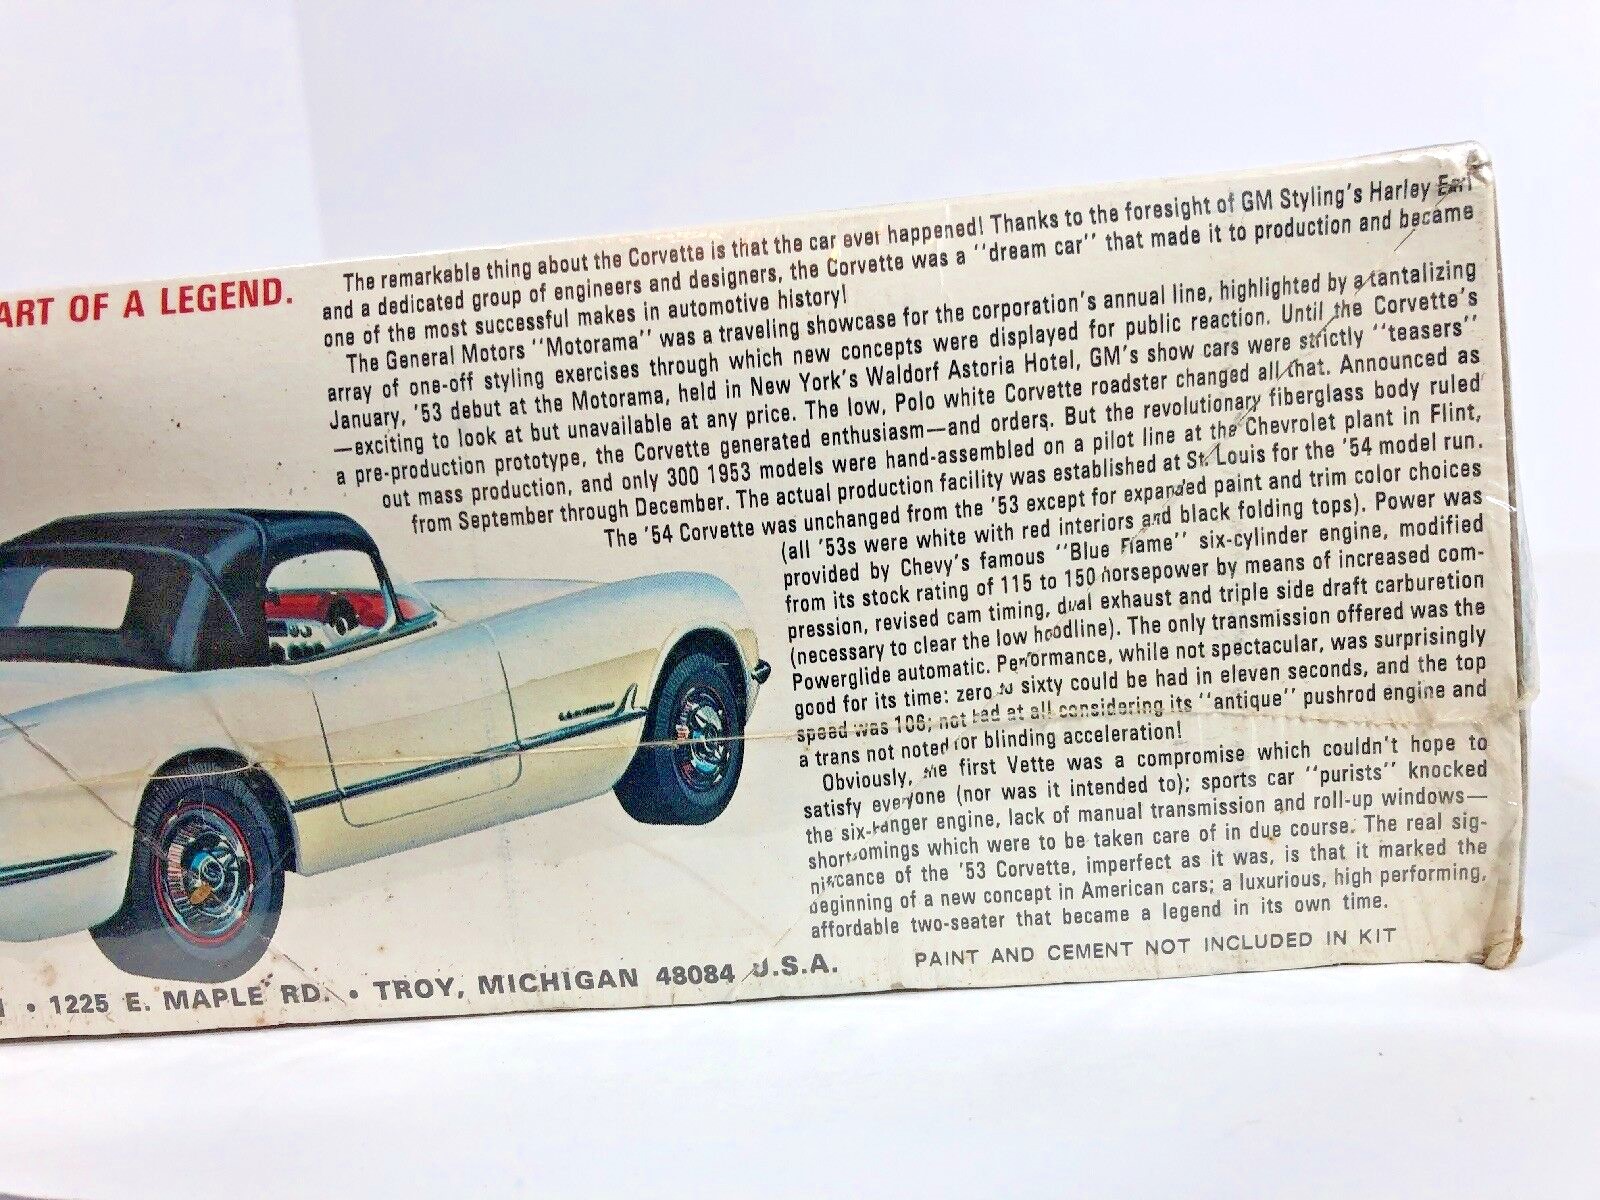 ART OF A LEGEND.
The remarkable thing about the Corvette is that the car ever happened! Thanks to the foresight of GM Styling's Harley Earl
and a dedicated group of engineers and designers, the Corvette was a "dream car" that made it to production and became
one of the most successful makes in automotive history!
The General Motors "Motorama" was a traveling showcase for the corporation's annual line, highlighted by a tantalizing
array of one-off styling exercises through which new concepts were displayed for public reaction. Until the Corvette's
January, '53 debut at the Motorama, held in New York's Waldorf Astoria Hotel, GM's show cars were strictly "teasers"
—exciting to look at but unavailable at any price. The low, Polo white Corvette roadster changed all that. Announced as
a pre-production prototype, the Corvette generated enthusiasm—and orders. But the revolutionary fiberglass body ruled
out mass production, and only 300 1953 models were hand-assembled on a pilot line at the Chevrolet plant in Flint,
from September through December. The actual production facility was established at St. Louis for the '54 model run.
The '54 Corvette was unchanged from the '53 except for expanded paint and trim color choices
(all '53s were white with red interiors and black folding tops). Power was
provided by Chevy's famous "Blue Flame" six-cylinder engine, modified
from its stock rating of 115 to 150 horsepower by means of increased com-
pression, revised cam timing, dual exhaust and triple side draft carburetion
(necessary to clear the low hoodline). The only transmission offered was the
Powerglide automatic. Performance, while not spectacular, was surprisingly
good for its time: zero to sixty could be had in eleven seconds, and the top
speed was 106; not bad at all considering its "antique" pushrod engine and
a trans not noted for blinding acceleration!
Obviously, the first Vette was a compromise which couldn't hope to
satisfy everyone (nor was it intended to); sports car "purists" knocked
the six-banger engine, lack of manual transmission and roll-up windows—
shortcomings which were to be taken care of in due course. The real sig-
nificance of the '53 Corvette, imperfect as it was, is that it marked the
beginning of a new concept in American cars; a luxurious, high performing,
affordable two-seater that became a legend in its own time.
• 1225 E. MAPLE RD. • TROY, MICHIGAN 48084 U.S.A.
PAINT AND CEMENT NOT INCLUDED IN KIT